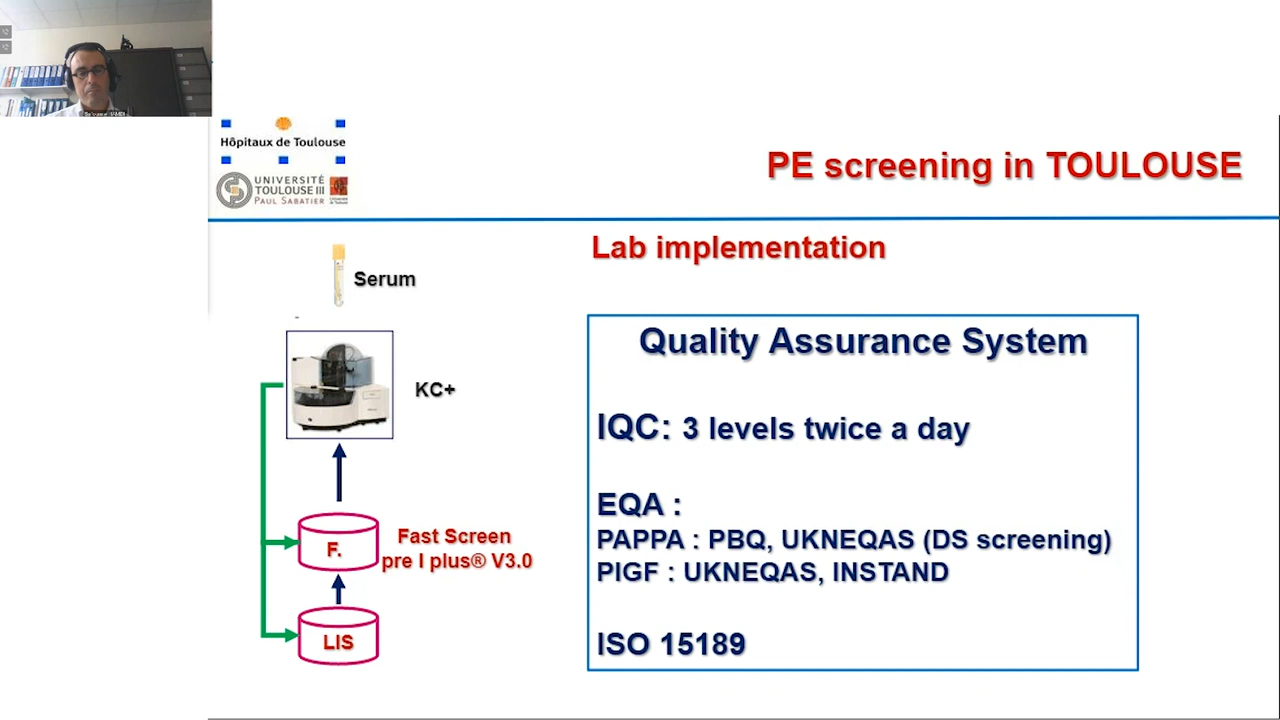 Hôpitaux de Toulouse
UNIVERSITÉ
TOULOUSE III
PAUL SABATIER
PE screening in TOULOUSE
Lab implementation
Serum
KC+
F.
Fast Screen
pre I plus® V3.0
LIS
Quality Assurance System
IQC: 3 levels twice a day
EQA :
PAPPA : PBQ, UKNEQAS (DS screening)
PlGF : UKNEQAS, INSTAND
ISO 15189